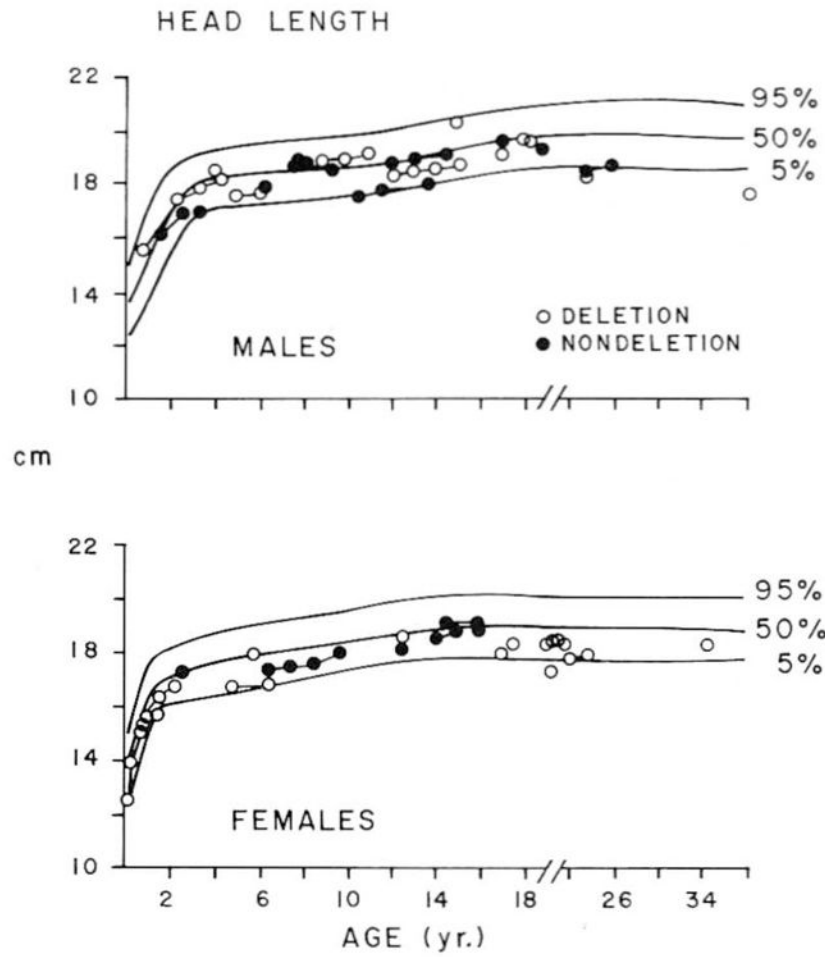 HEAD LENGTH
22
95%
50%
18
5%
14
○ DELETION
MALES
● NONDELETION
10
cm
22
95%
50%
18
5%
14
FEMALES
10
2 6 10 14 18 26 34
AGE (yr.)